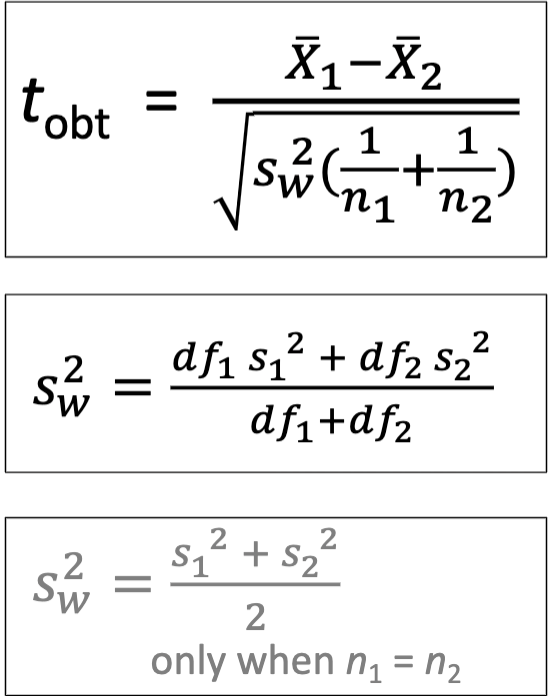 t_obt = (X̄₁−X̄₂) / √(s_w²(1/n₁+1/n₂))
s_w² = (df₁ s₁² + df₂ s₂²) / (df₁+df₂)
s_w² = (s₁² + s₂²) / 2
only when n₁ = n₂